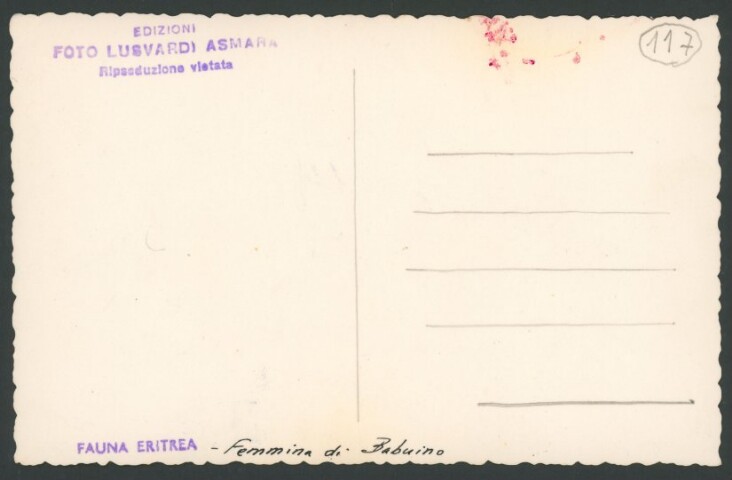 EDIZIONI
FOTO LUSVARDI ASMARA
Riproduzione vietata
117
FAUNA ERITREA - Femmina di Babuino